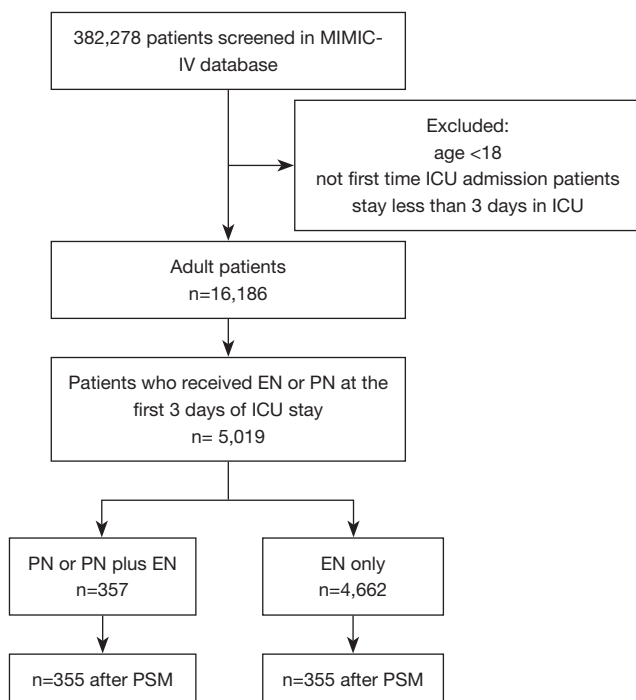 382,278 patients screened in MIMIC-
IV database
Excluded:
age <18
not first time ICU admission patients
stay less than 3 days in ICU
Adult patients
n=16,186
Patients who received EN or PN at the
first 3 days of ICU stay
n= 5,019
PN or PN plus EN
n=357
EN only
n=4,662
n=355 after PSM
n=355 after PSM